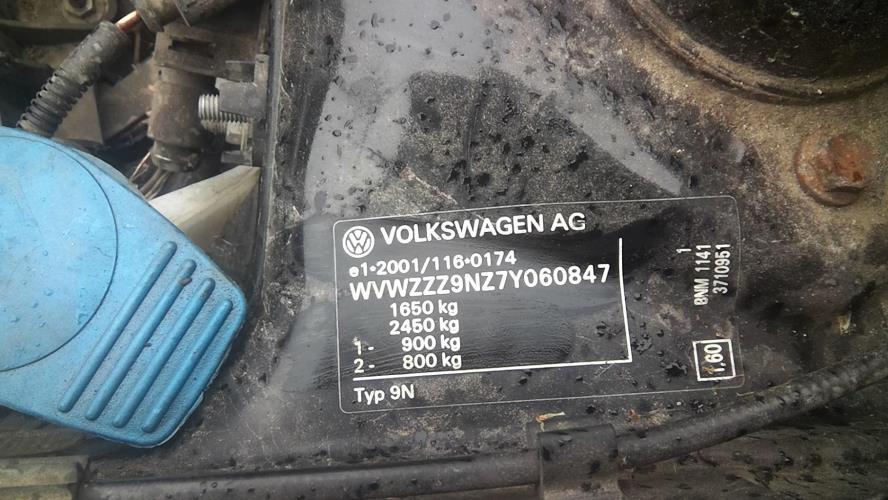 VOLKSWAGEN AG
e1*2001/116*0174
WVWZZZ9NZ7Y060847
1650 kg
2450 kg
1 - 900 kg
2 - 800 kg
Typ 9N
1
BNM 1141
3710951
1.60